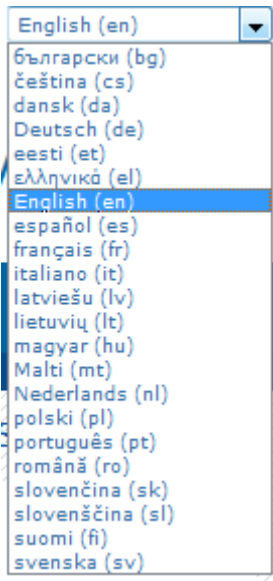 English (en)
български (bg)
čeština (cs)
dansk (da)
Deutsch (de)
eesti (et)
ελληνικά (el)
English (en)
español (es)
français (fr)
italiano (it)
latviešu (lv)
lietuvių (lt)
magyar (hu)
Malti (mt)
Nederlands (nl)
polski (pl)
português (pt)
română (ro)
slovenčina (sk)
slovenščina (sl)
suomi (fi)
svenska (sv)